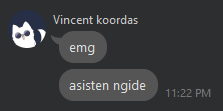 Vincent koordas
emg
asisten ngide
11:22 PM